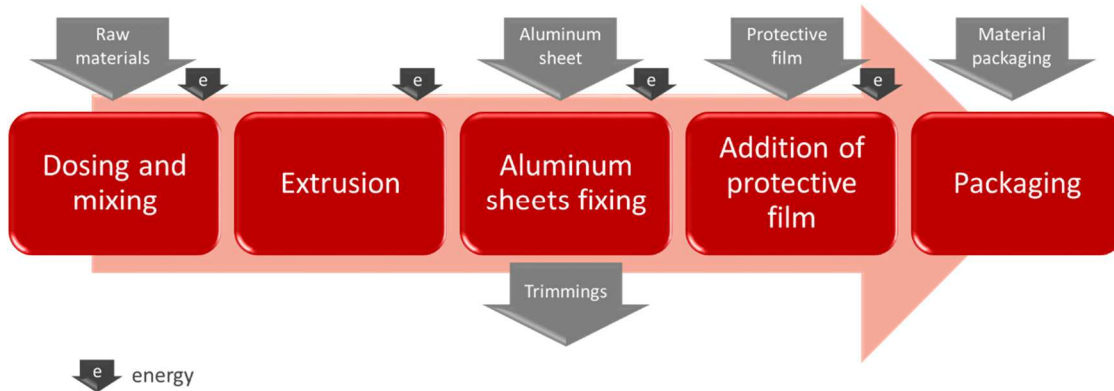 Raw
materials
e
e
Aluminum
sheet
e
Protective
film
e
Material
packaging
Dosing and
mixing
Extrusion
Aluminum
sheets fixing
Addition of
protective
film
Packaging
Trimmings
e energy